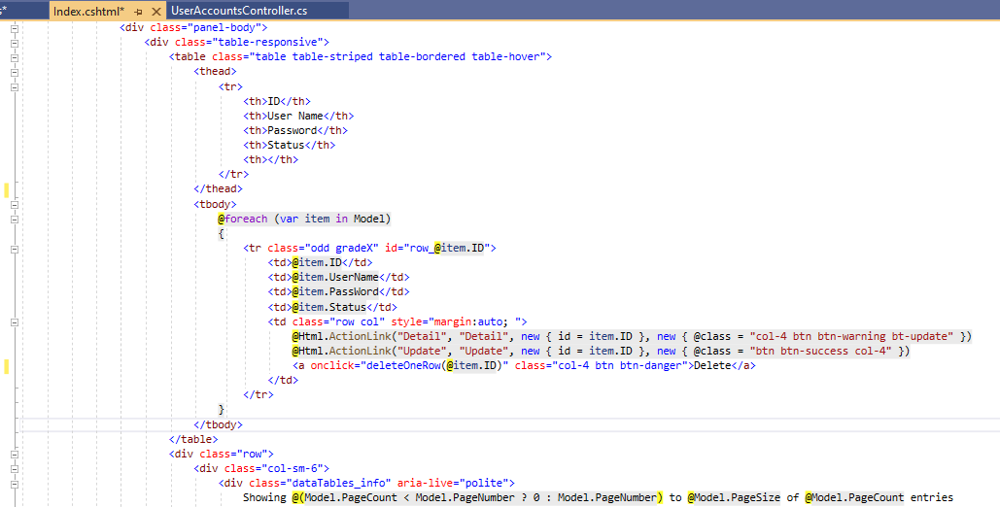 s* Index.cshtml* UserAccountsController.cs
<div class="panel-body">
<div class="table-responsive">
<table class="table table-striped table-bordered table-hover">
<thead>
<tr>
<th>ID</th>
<th>User Name</th>
<th>Password</th>
<th>Status</th>
<th></th>
</tr>
</thead>
<tbody>
@foreach (var item in Model)
{
<tr class="odd gradeX" id="row_@item.ID">
<td>@item.ID</td>
<td>@item.UserName</td>
<td>@item.PassWord</td>
<td>@item.Status</td>
<td class="row col" style="margin:auto; ">
@Html.ActionLink("Detail", "Detail", new { id = item.ID }, new { @class = "col-4 btn btn-warning bt-update" })
@Html.ActionLink("Update", "Update", new { id = item.ID }, new { @class = "btn btn-success col-4" })
<a onclick="deleteOneRow(@item.ID)" class="col-4 btn btn-danger">Delete</a>
</td>
</tr>
}
</tbody>
</table>
<div class="row">
<div class="col-sm-6">
<div class="dataTables_info" aria-live="polite">
Showing @(Model.PageCount < Model.PageNumber ? 0 : Model.PageNumber) to @Model.PageSize of @Model.PageCount entries